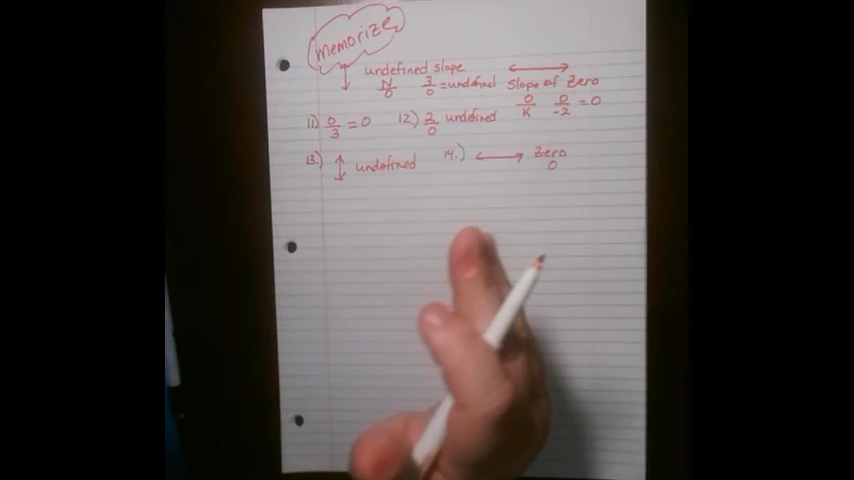 memorize
↕ undefined slope ↔
N/0 3/0 = undefined slope of zero
0/K 0/-2 = 0
11) 0/3 = 0 12.) 2/0 undefined
13.) ↕ undefined 14.) ↔ zero
0